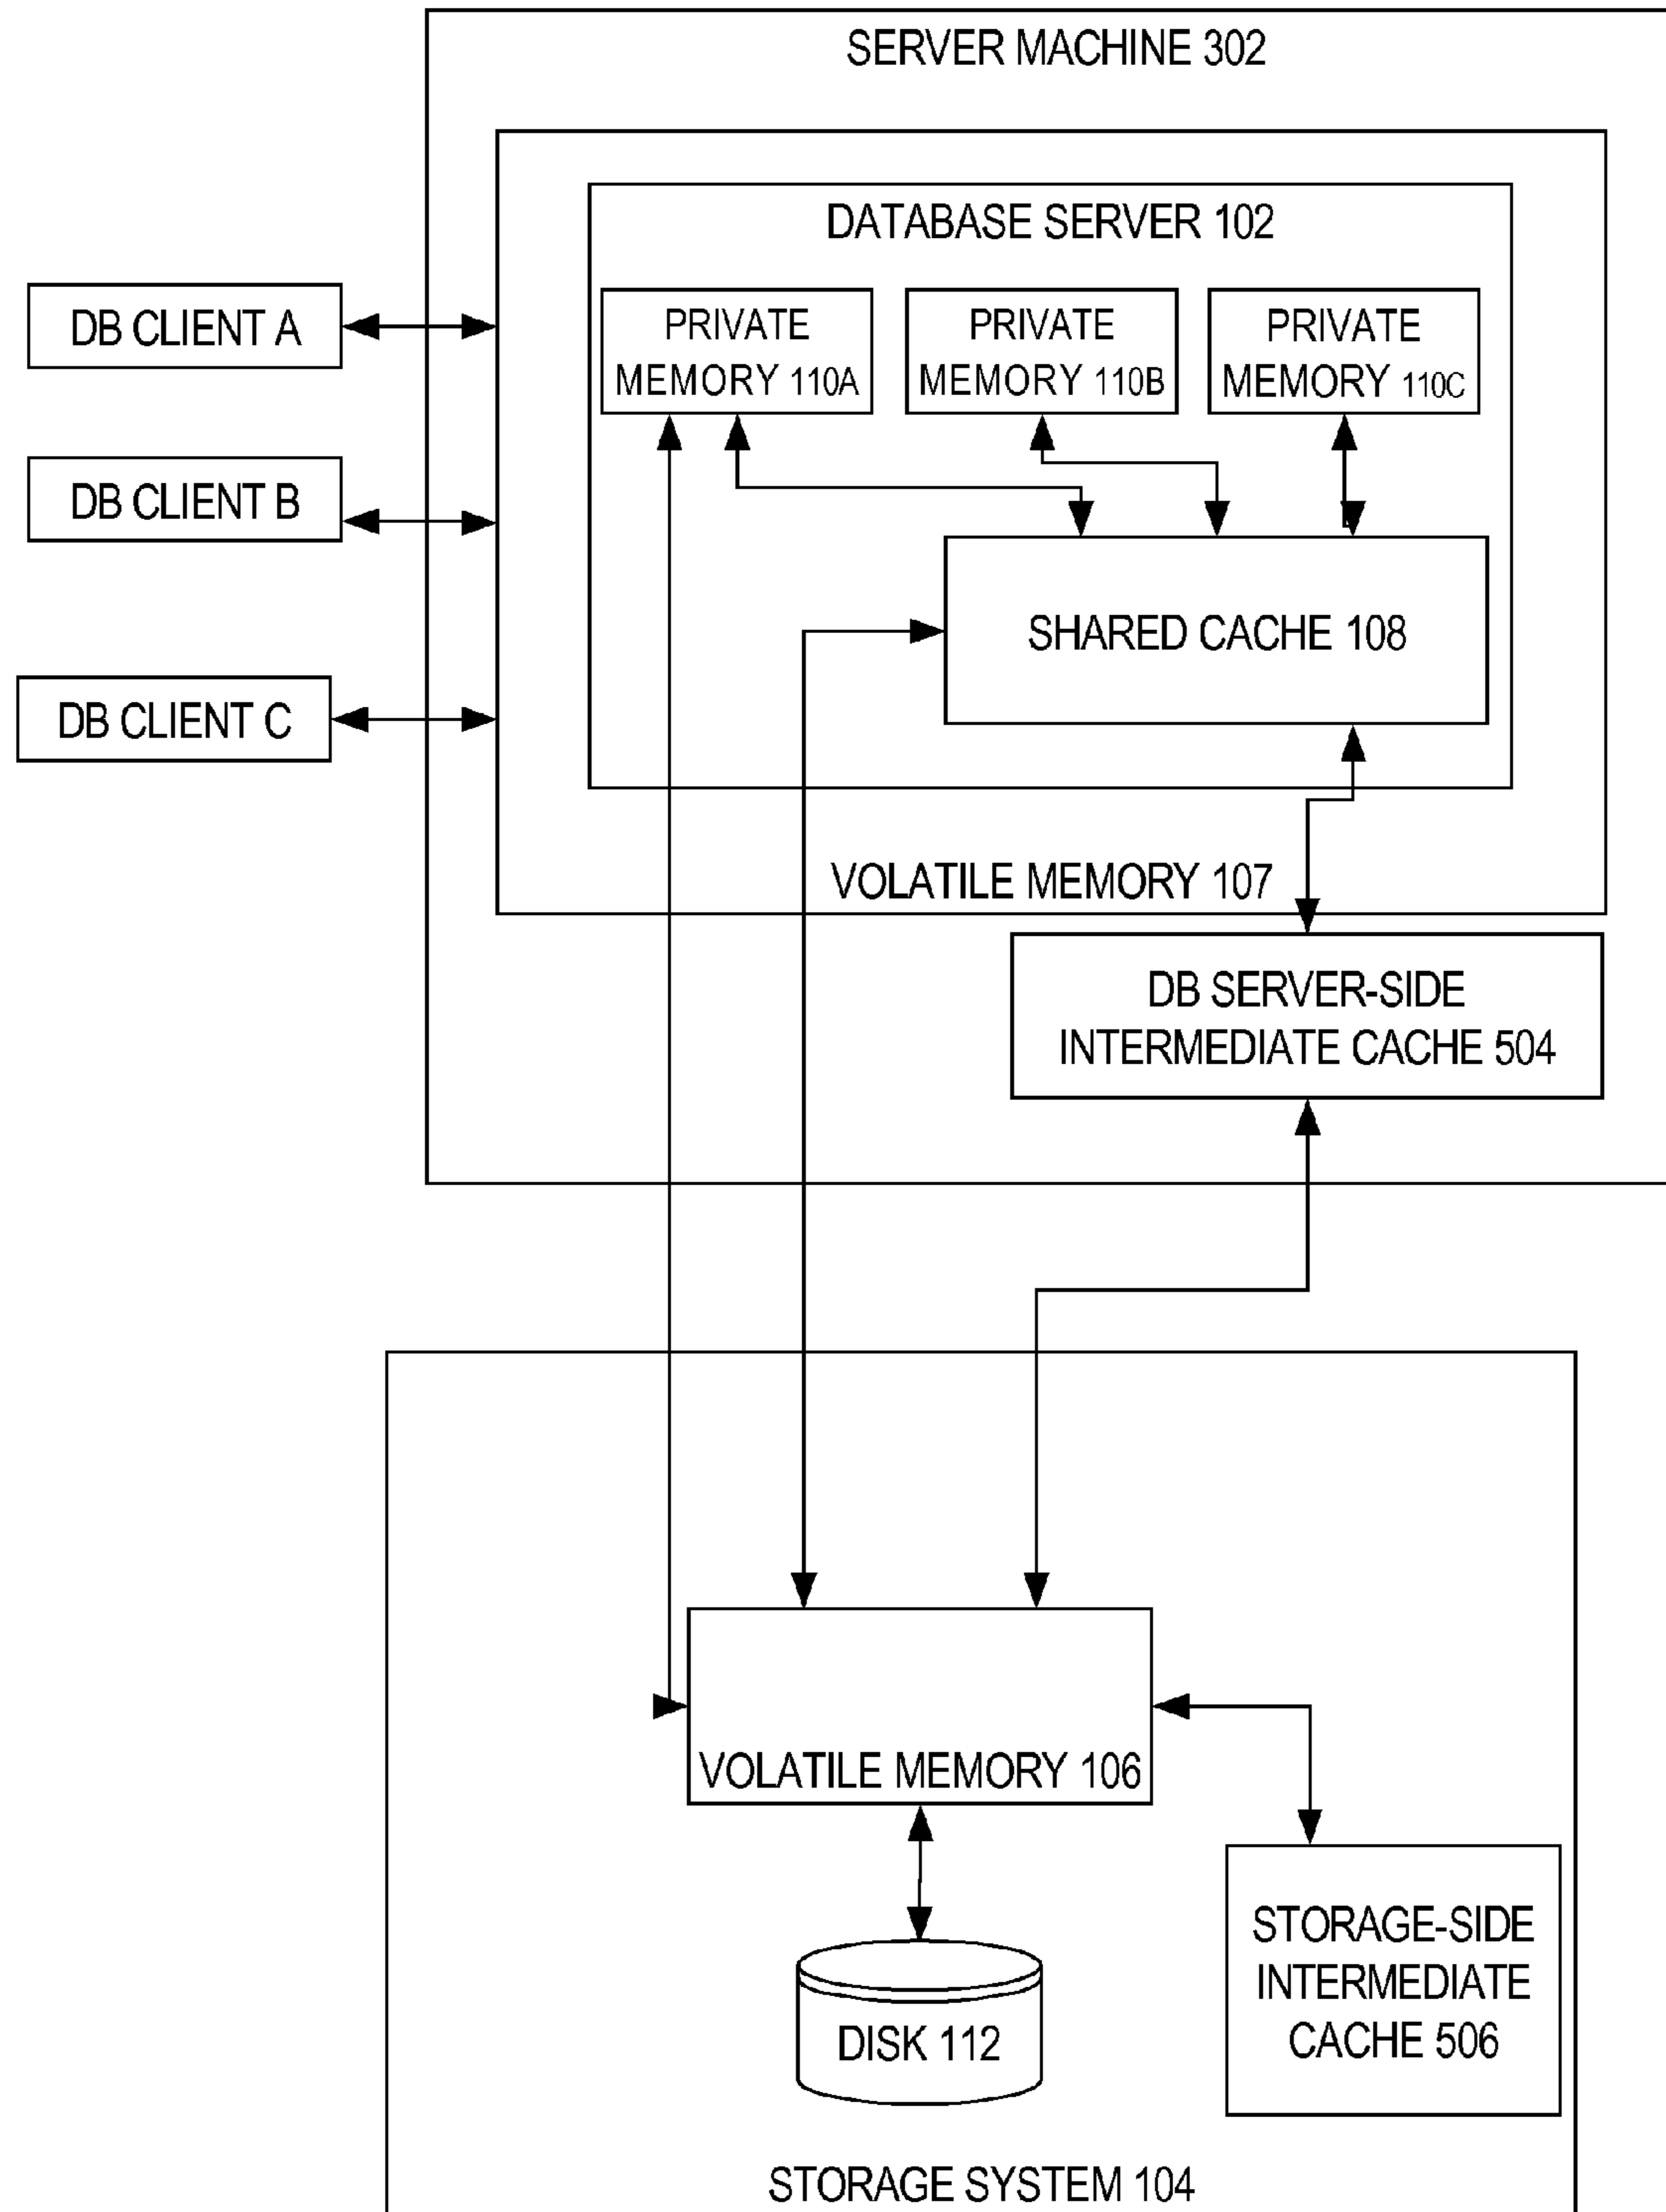 SERVER MACHINE 302
DATABASE SERVER 102
PRIVATE
MEMORY 110A
PRIVATE
MEMORY 110B
PRIVATE
MEMORY 110C
DB CLIENT A
DB CLIENT B
SHARED CACHE 108
DB CLIENT C
VOLATILE MEMORY 107
DB SERVER-SIDE
INTERMEDIATE CACHE 504
VOLATILE MEMORY 106
STORAGE-SIDE
INTERMEDIATE
CACHE 506
DISK 112
STORAGE SYSTEM 104